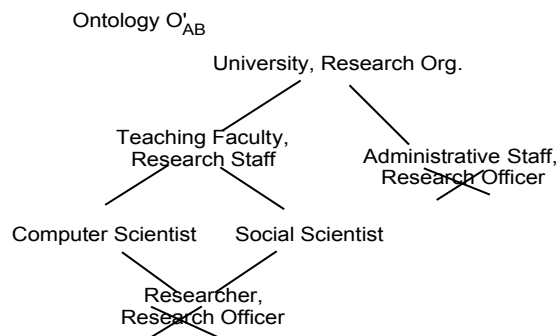 Ontology O'AB
University, Research Org.
Teaching Faculty,
Research Staff
Administrative Staff,
Research Officer
Computer Scientist
Social Scientist
Researcher,
Research Officer